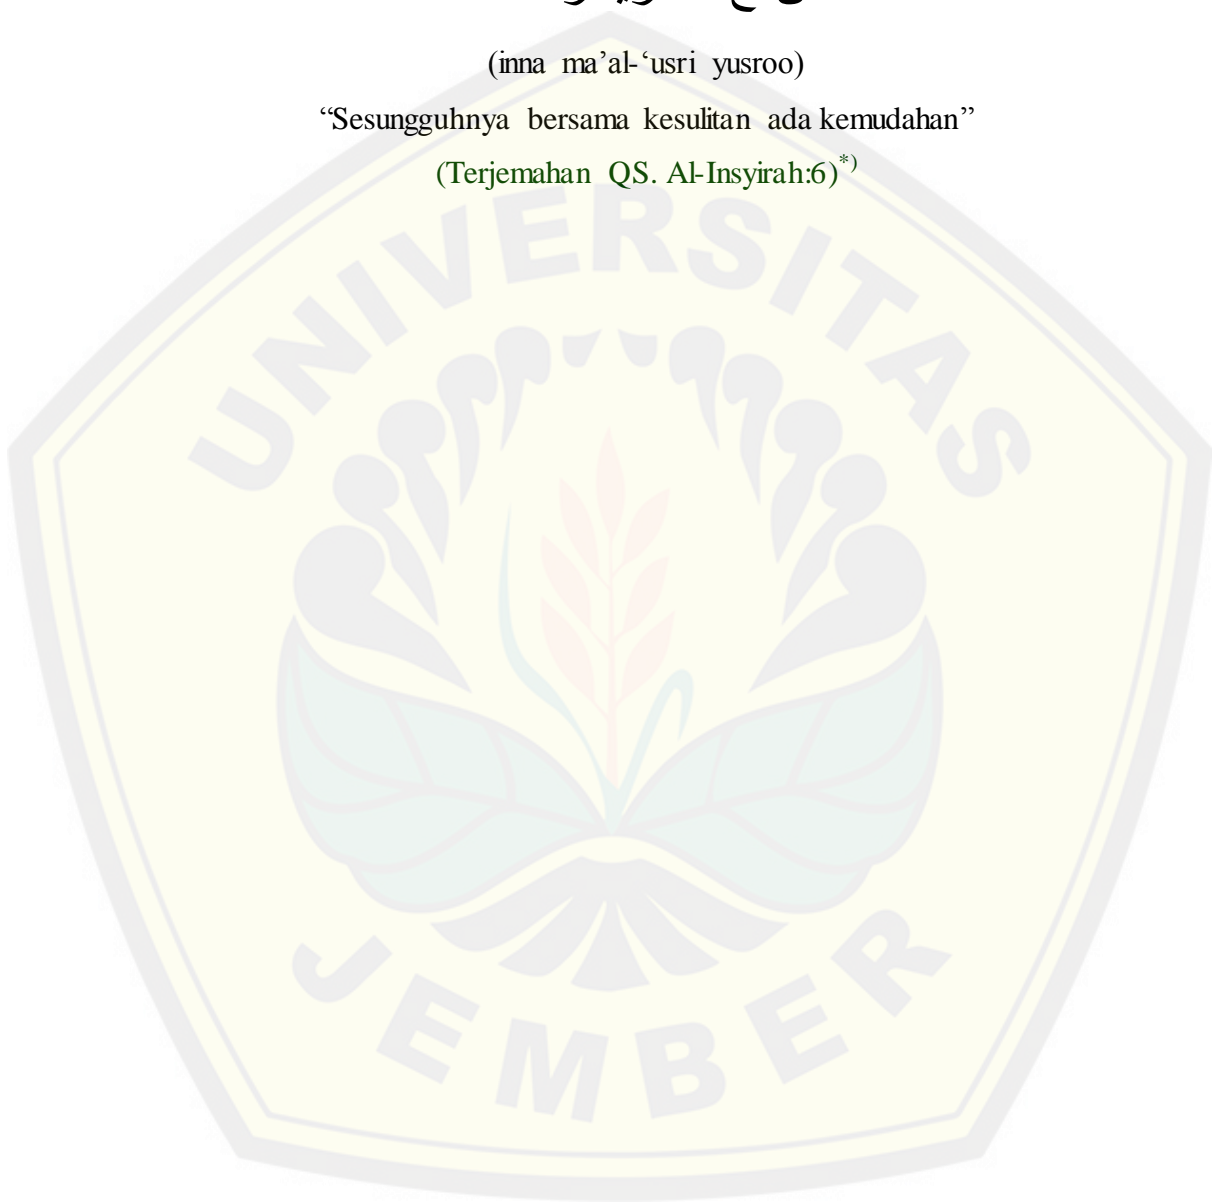 (inna ma’al-‘usri yusroo)
“Sesungguhnya bersama kesulitan ada kemudahan”
(Terjemahan QS. Al-Insyirah:6)*)
UNIVERSITAS
JEMBER